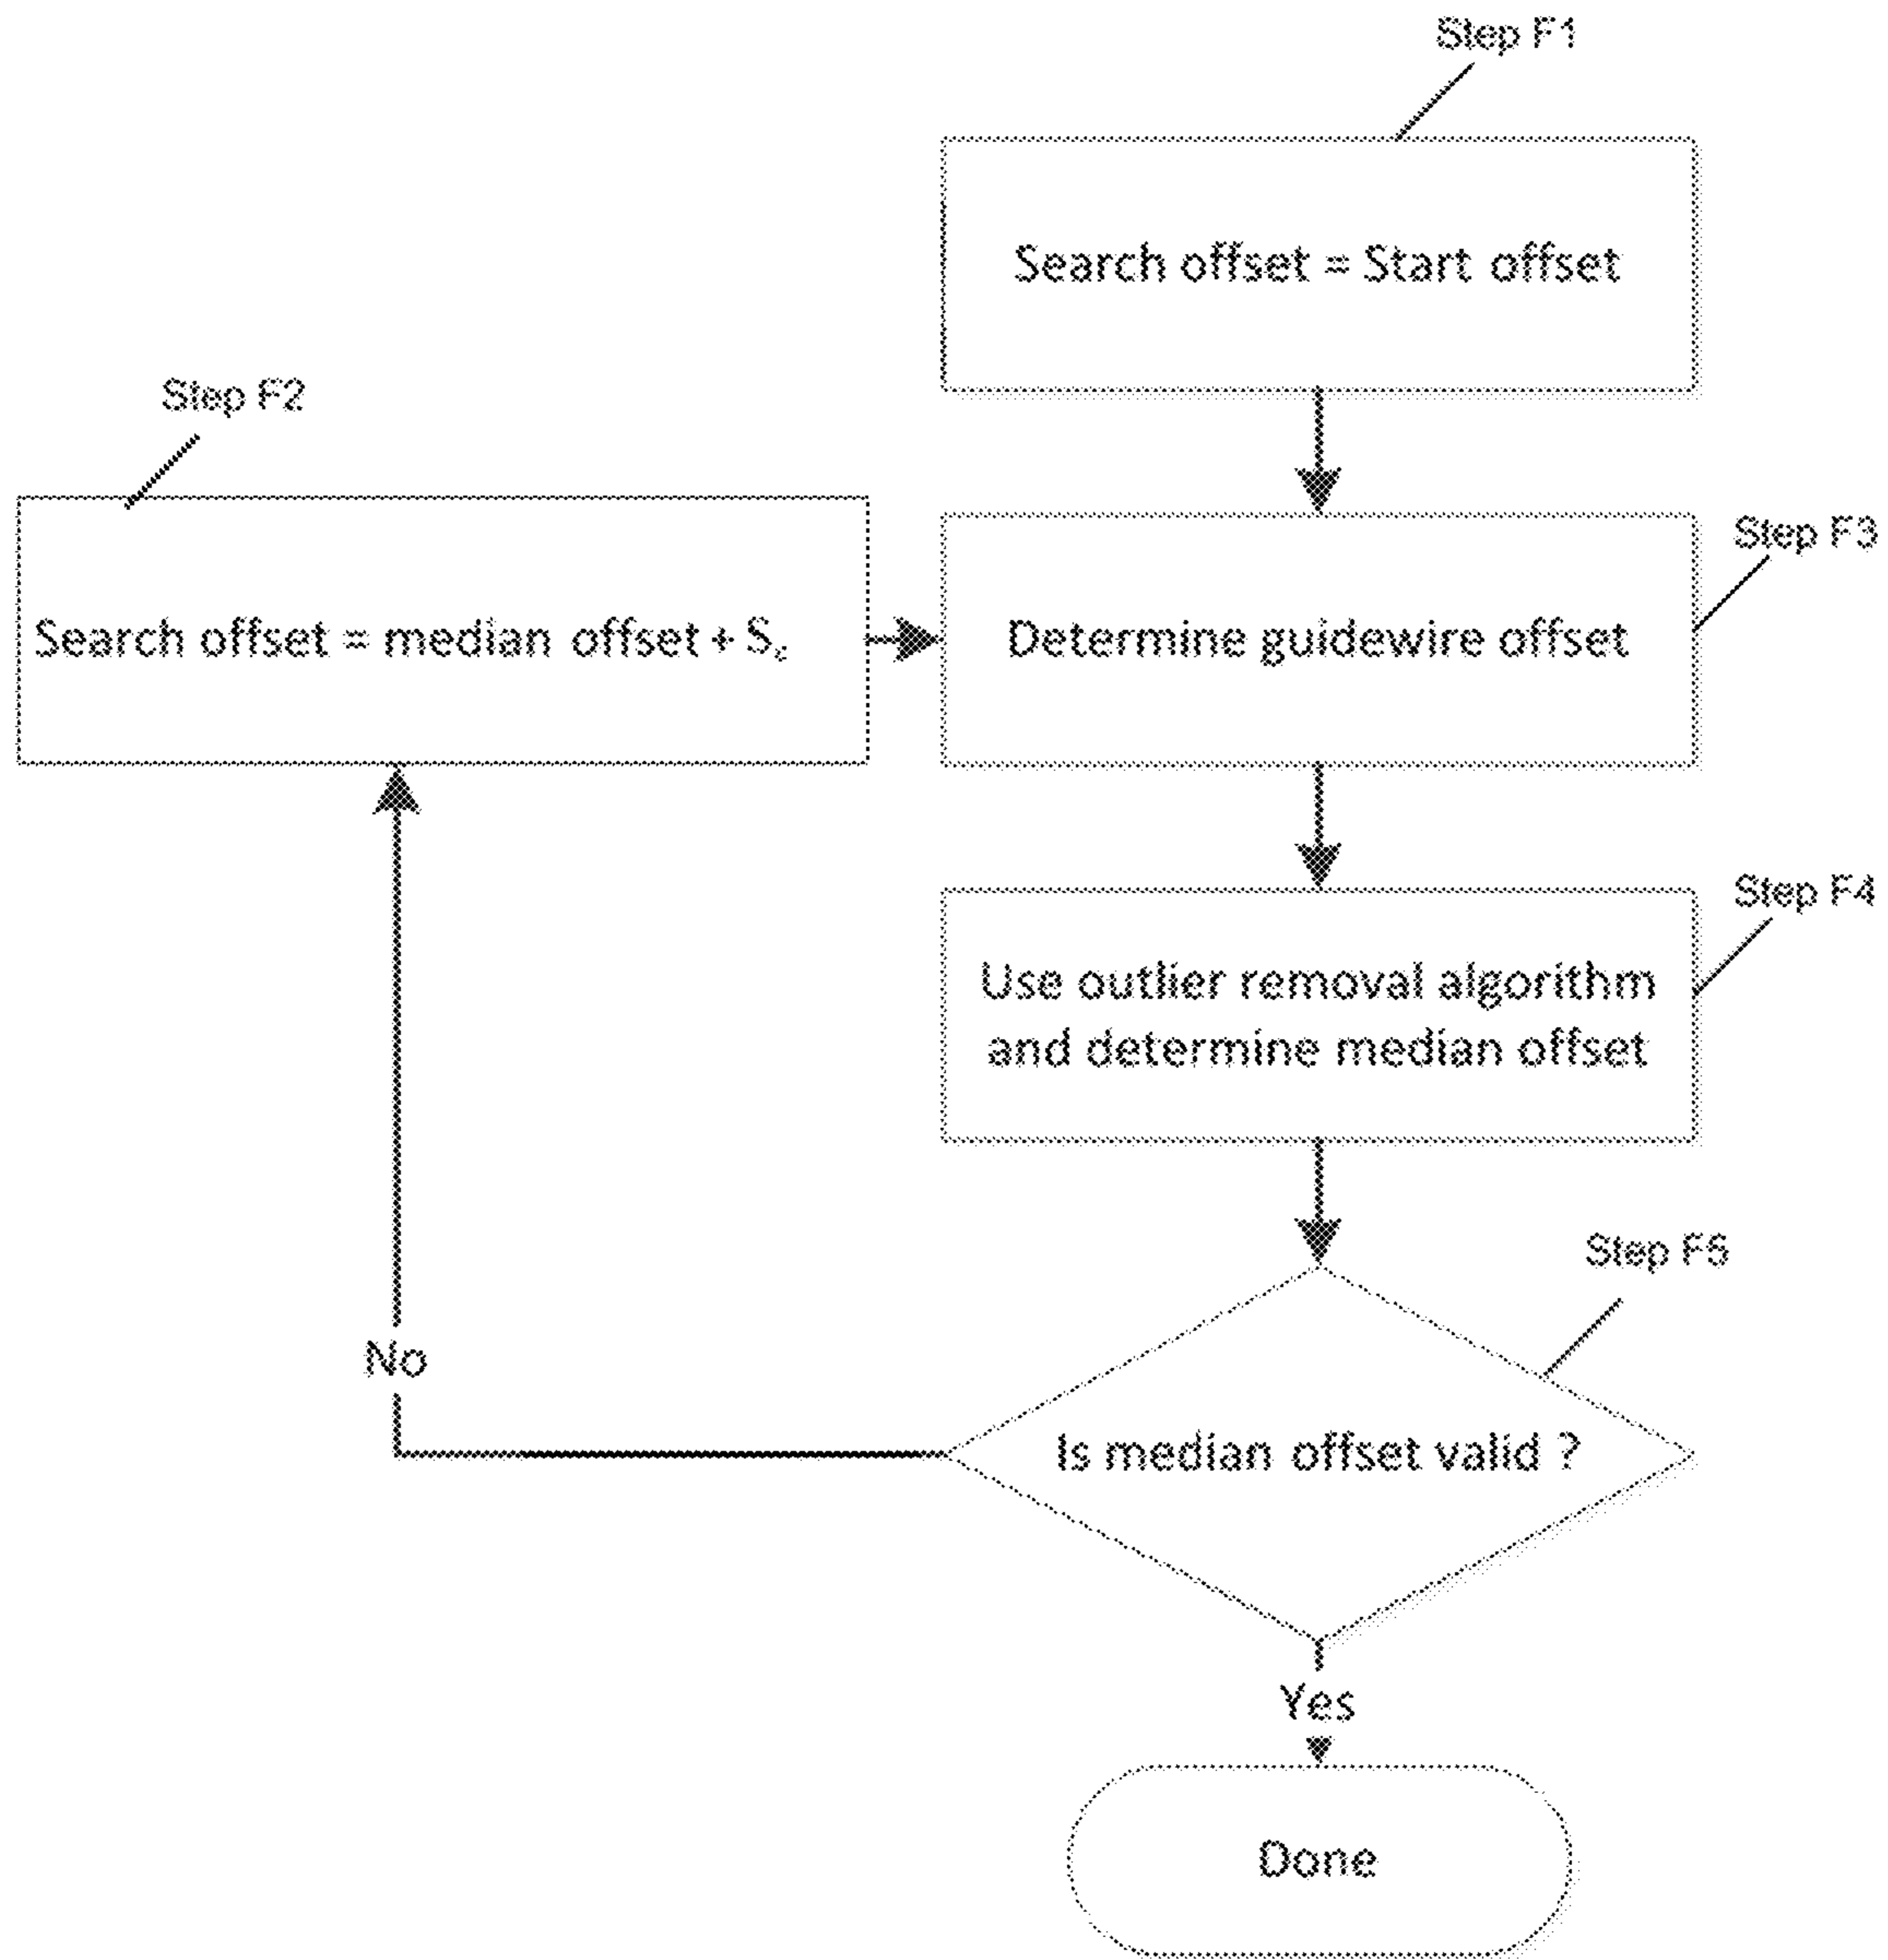 Step F1
Search offset = Start offset
Step F2
Search offset = median offset + Sc
Step F3
Determine guidewire offset
Step F4
Use outlier removal algorithm
and determine median offset
Step F5
Is median offset valid ?
No
Yes
Done